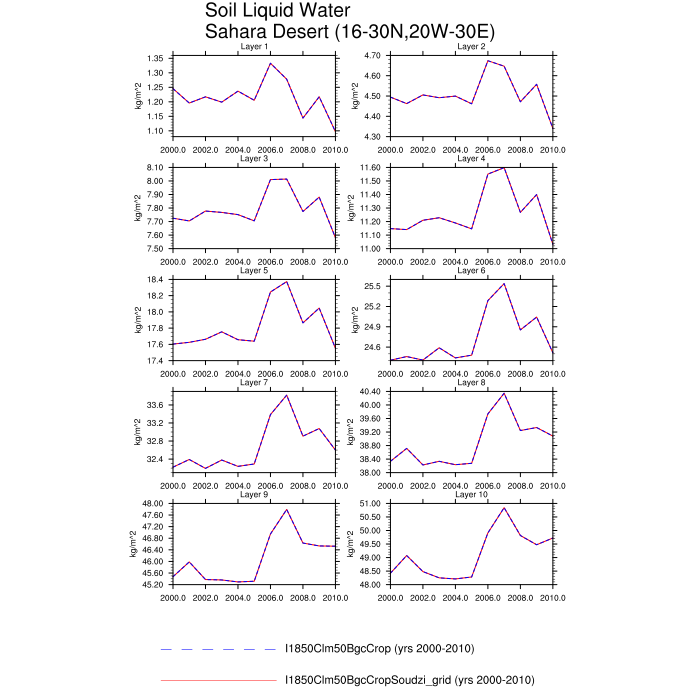 Soil Liquid Water
Sahara Desert (16-30N,20W-30E)
Layer 1
Layer 2
1.35
1.30
1.25
1.20
1.15
1.10
kg/m^2
2000.0 2002.0 2004.0 2006.0 2008.0 2010.0
4.70
4.60
4.50
4.40
4.30
kg/m^2
2000.0 2002.0 2004.0 2006.0 2008.0 2010.0
Layer 3
Layer 4
8.10
8.00
7.90
7.80
7.70
7.60
7.50
kg/m^2
2000.0 2002.0 2004.0 2006.0 2008.0 2010.0
11.60
11.50
11.40
11.30
11.20
11.10
11.00
kg/m^2
2000.0 2002.0 2004.0 2006.0 2008.0 2010.0
Layer 5
Layer 6
18.4
18.2
18.0
17.8
17.6
17.4
kg/m^2
2000.0 2002.0 2004.0 2006.0 2008.0 2010.0
25.5
25.2
24.9
24.6
kg/m^2
2000.0 2002.0 2004.0 2006.0 2008.0 2010.0
Layer 7
Layer 8
33.6
33.2
32.8
32.4
kg/m^2
2000.0 2002.0 2004.0 2006.0 2008.0 2010.0
40.40
40.00
39.60
39.20
38.80
38.40
38.00
kg/m^2
2000.0 2002.0 2004.0 2006.0 2008.0 2010.0
Layer 9
Layer 10
48.00
47.60
47.20
46.80
46.40
46.00
45.60
45.20
kg/m^2
2000.0 2002.0 2004.0 2006.0 2008.0 2010.0
51.00
50.50
50.00
49.50
49.00
48.50
48.00
kg/m^2
2000.0 2002.0 2004.0 2006.0 2008.0 2010.0
I1850Clm50BgcCrop (yrs 2000-2010)
I1850Clm50BgcCropSoudzi_grid (yrs 2000-2010)